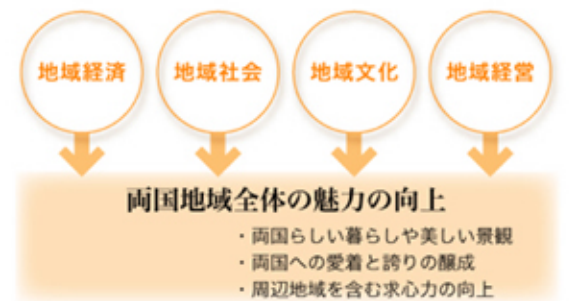 地域経済 地域社会 地域文化 地域経営
両国地域全体の魅力の向上
・両国らしい暮らしや美しい景観
・両国への愛着と誇りの醸成
・周辺地域を含む求心力の向上